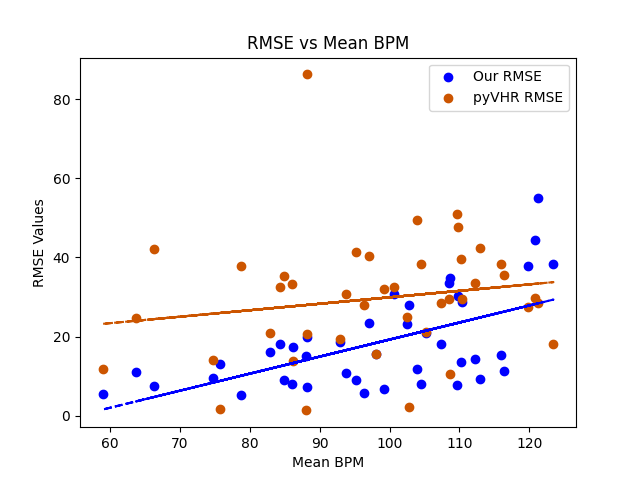 RMSE vs Mean BPM
Our RMSE
pyVHR RMSE
80
60
40
20
0
RMSE Values
60 70 80 90 100 110 120
Mean BPM